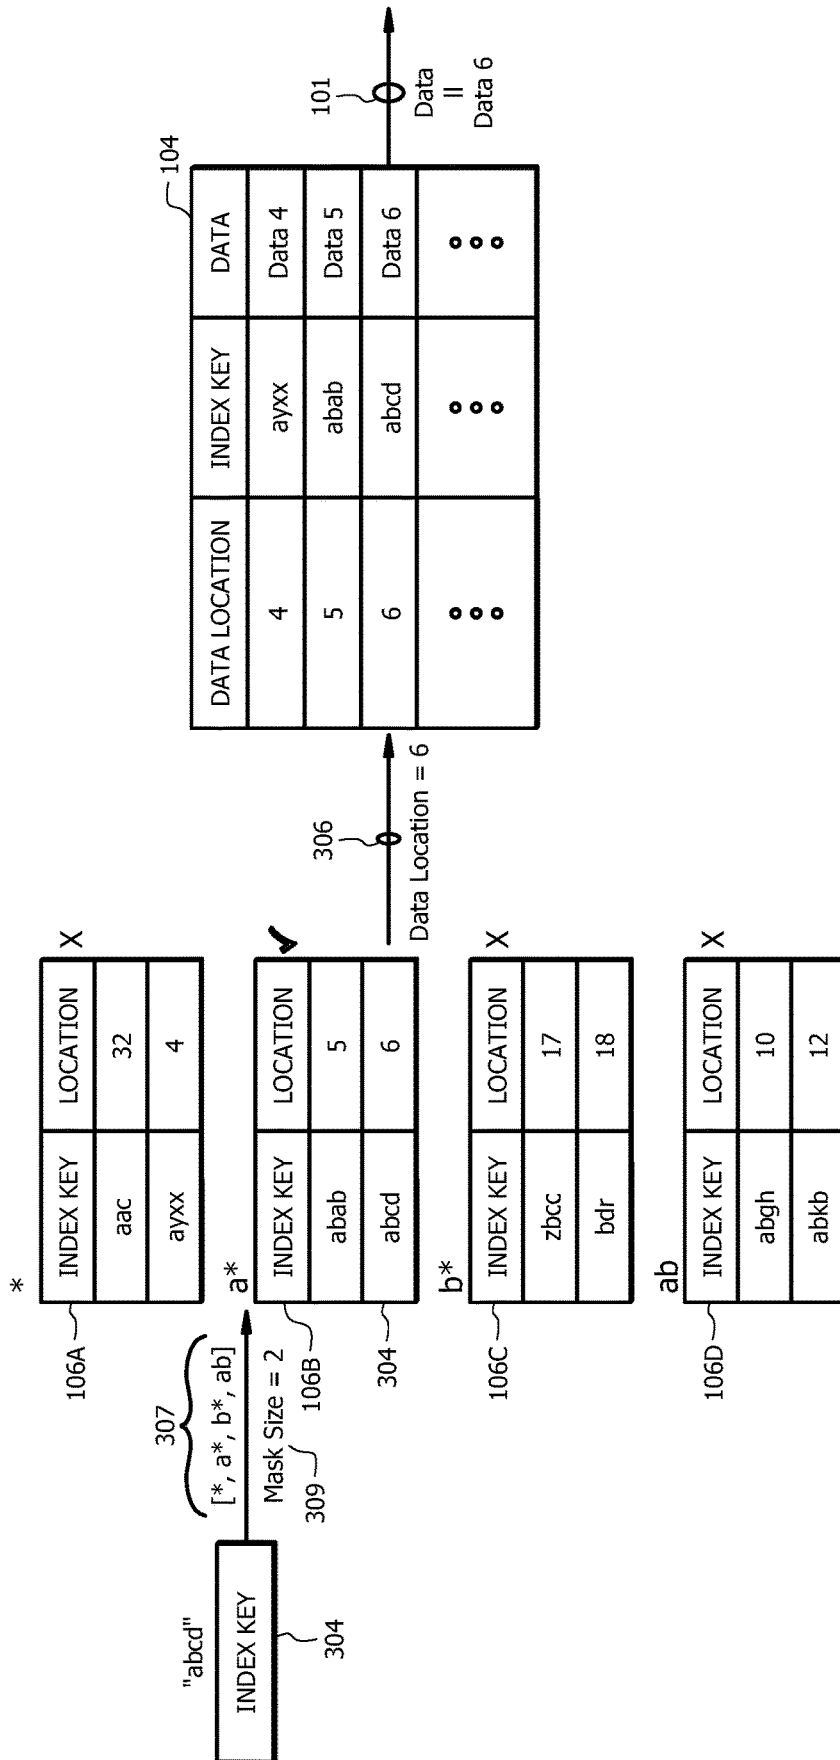 "abcd"
INDEX KEY
304
307
[*, a*, b*, ab]
Mask Size = 2
309
*
106A
INDEX KEY LOCATION X
aac 32
ayxx 4
a*
106B
INDEX KEY LOCATION ✓
abab 5
304
abcd 6
b*
106C
INDEX KEY LOCATION X
zbcc 17
bdr 18
ab
106D
INDEX KEY LOCATION X
abgh 10
abkb 12
306
Data Location = 6
104
DATA LOCATION INDEX KEY DATA
4 ayxx Data 4
5 abab Data 5
6 abcd Data 6
101
Data
=
Data 6